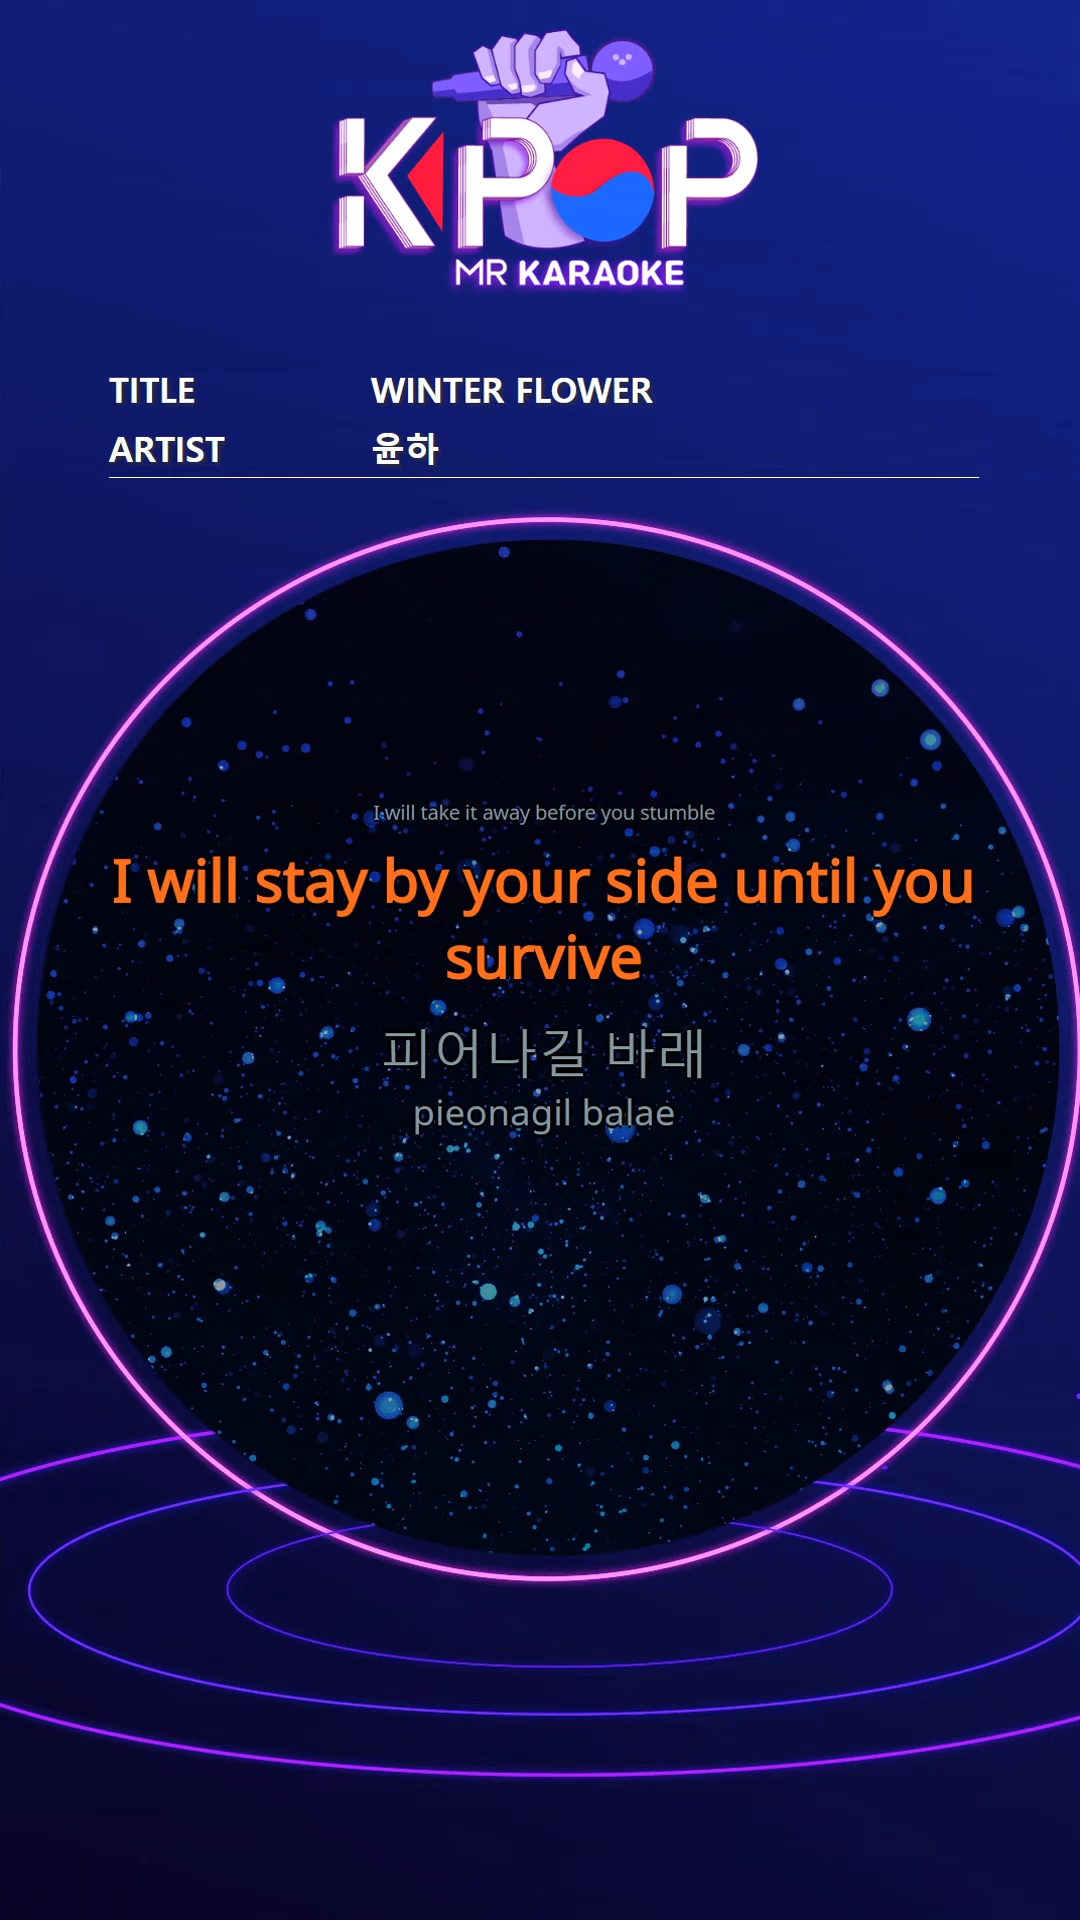 KPOP
MR KARAOKE
TITLE WINTER FLOWER
ARTIST 윤하
I will take it away before you stumble
I will stay by your side until you
survive
피어나길 바래
pieonagil balae